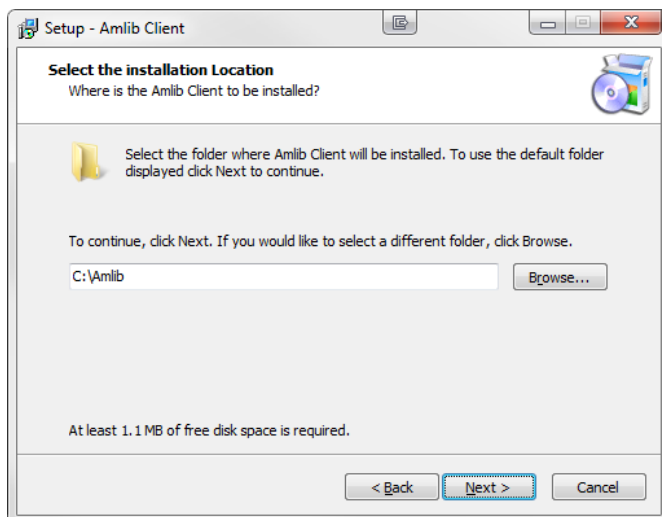 Setup - Amlib Client
Select the installation Location
Where is the Amlib Client to be installed?
Select the folder where Amlib Client will be installed. To use the default folder
displayed click Next to continue.
To continue, click Next. If you would like to select a different folder, click Browse.
C:\Amlib
Browse...
At least 1.1 MB of free disk space is required.
< Back
Next >
Cancel